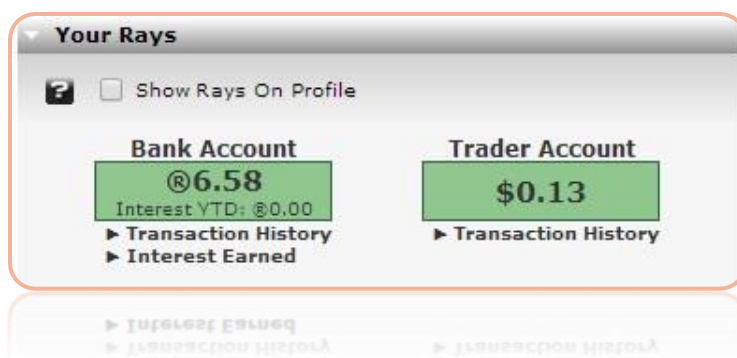 Your Rays
? Show Rays On Profile
Bank Account
®6.58
Interest YTD: ®0.00
► Transaction History
► Interest Earned
Trader Account
$0.13
► Transaction History